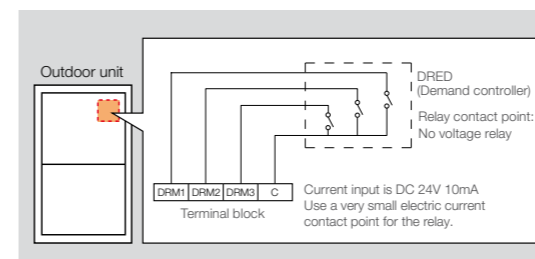 Outdoor unit
DRED
(Demand controller)
Relay contact point:
No voltage relay
DRM1 DRM2 DRM3 C
Terminal block
Current input is DC 24V 10mA
Use a very small electric current
contact point for the relay.